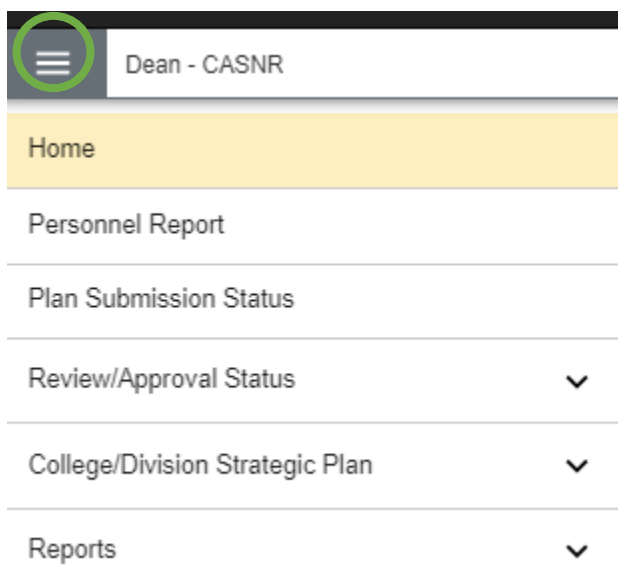 Dean - CASNR
Home
Personnel Report
Plan Submission Status
Review/Approval Status
College/Division Strategic Plan
Reports